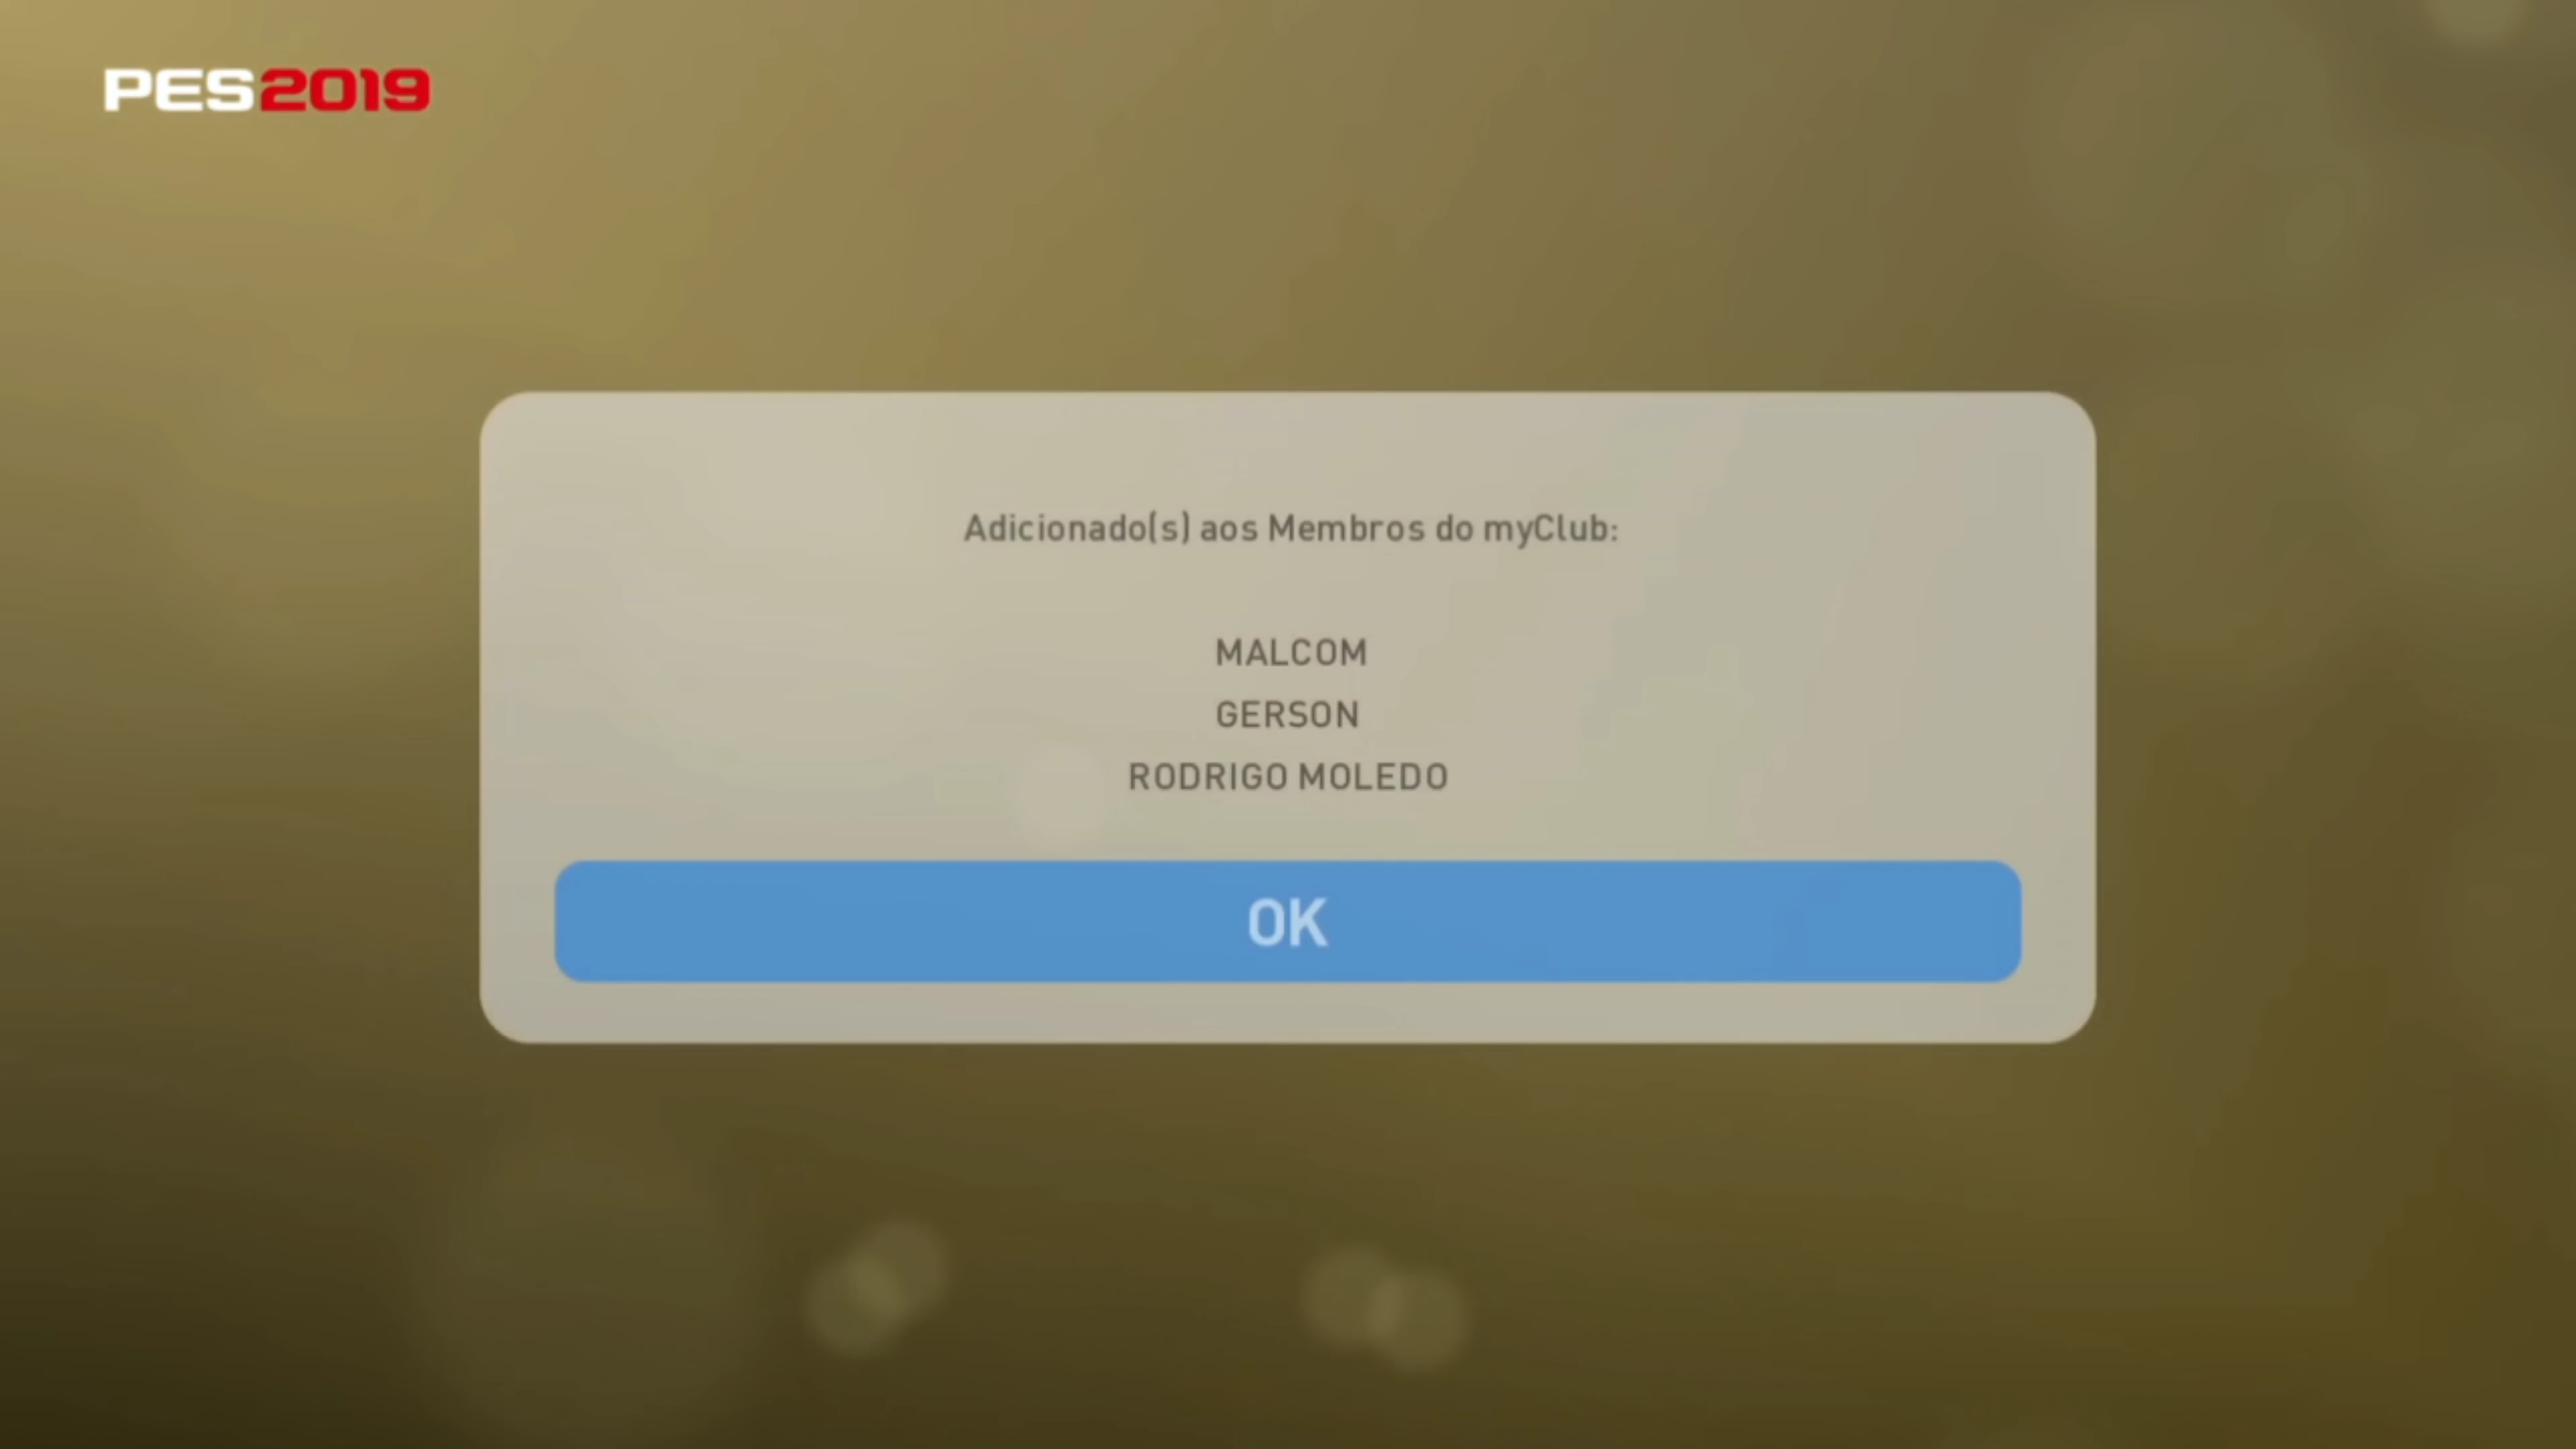 PES2019
Adicionado(s) aos Membros do myClub:
MALCOM
GERSON
RODRIGO MOLEDO
OK